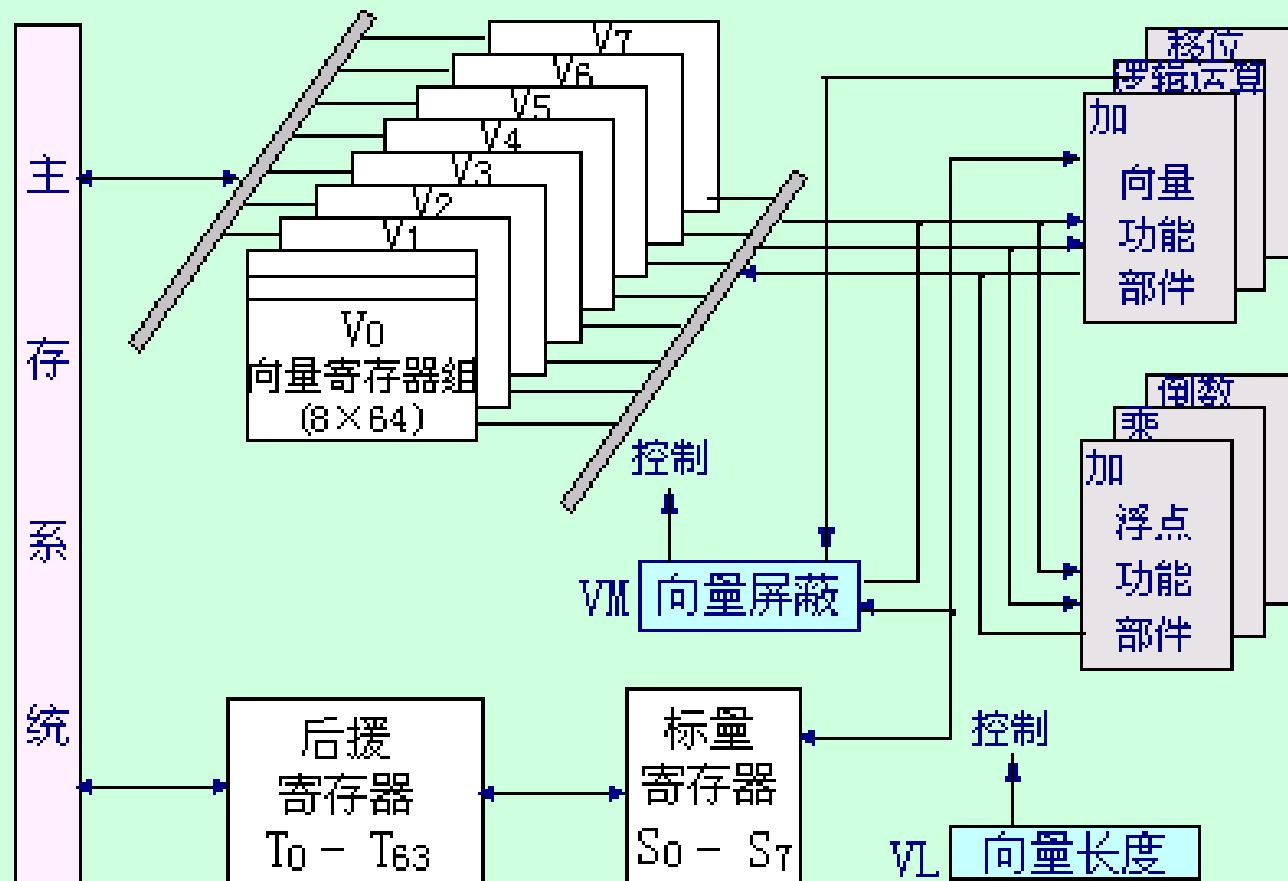 主
存
系
统
V7
V6
V5
V4
V3
V2
V1
V0
向量寄存器组
(8×64)
移位
逻辑运算
加
向量
功能
部件
倒数
乘
加
浮点
功能
部件
控制
VM
向量屏蔽
后援
寄存器
T0 - T63
标量
寄存器
S0 - S7
控制
VL
向量长度